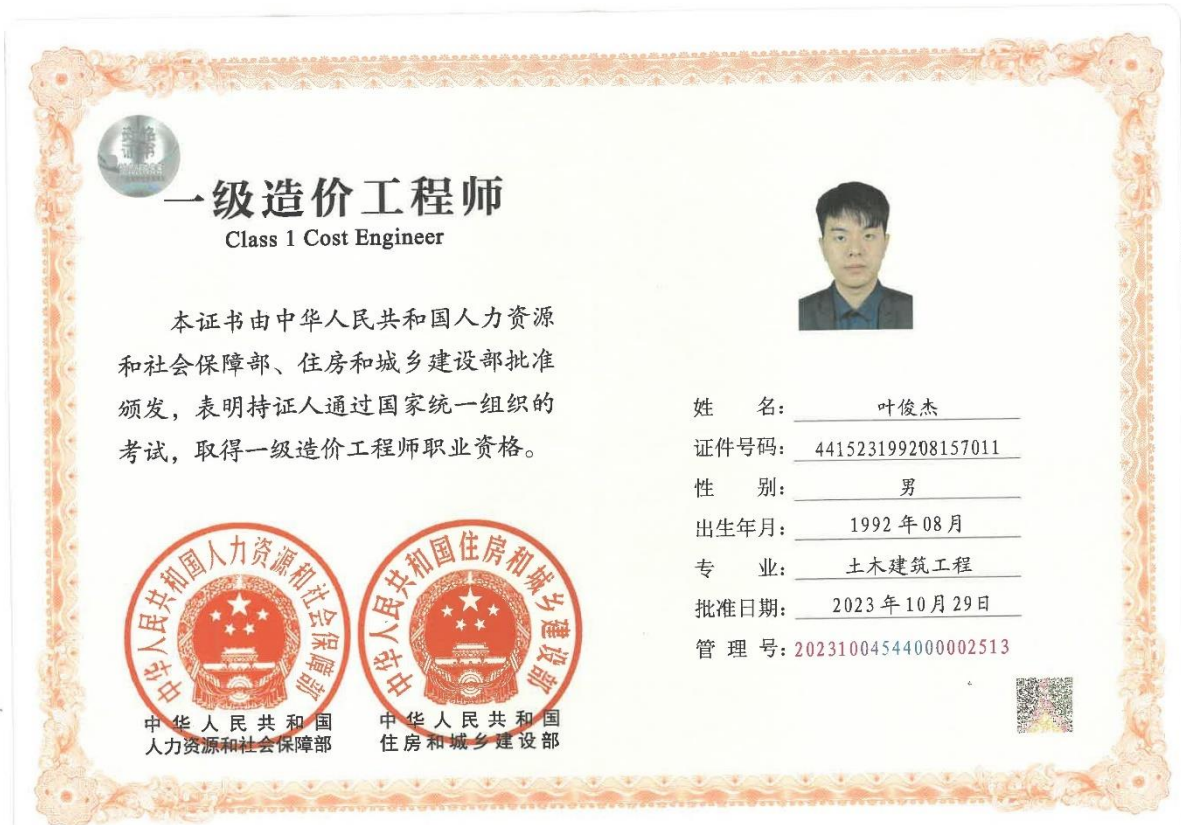 资格
证书
一级造价工程师
Class 1 Cost Engineer
本证书由中华人民共和国人力资源
和社会保障部、住房和城乡建设部批准
颁发，表明持证人通过国家统一组织的
考试，取得一级造价工程师职业资格。
中华人民共和国人力资源和社会保障部
中华人民共和国
人力资源和社会保障部
中华人民共和国住房和城乡建设部
中华人民共和国
住房和城乡建设部
姓 名: 叶俊杰
证件号码: 441523199208157011
性 别: 男
出生年月: 1992年08月
专 业: 土木建筑工程
批准日期: 2023年10月29日
管 理 号: 20231004544000002513